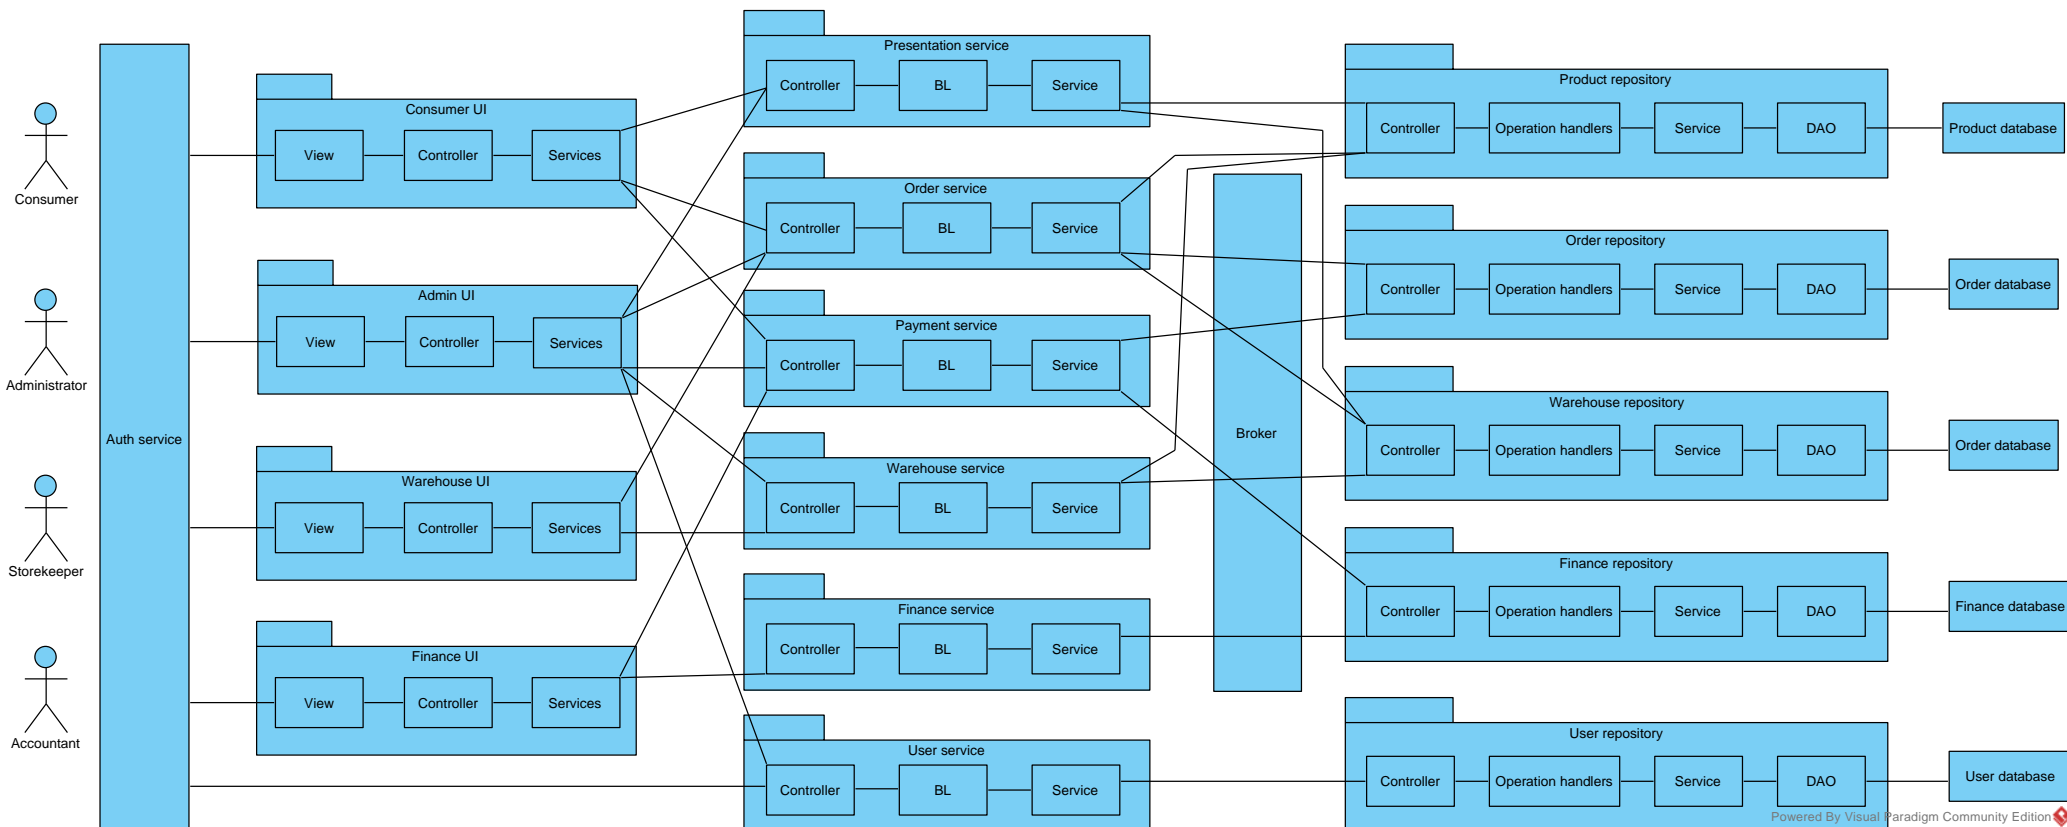 Consumer
Administrator
Storekeeper
Accountant
Auth service
Consumer UI
View
Controller
Services
Admin UI
View
Controller
Services
Warehouse UI
View
Controller
Services
Finance UI
View
Controller
Services
Presentation service
Controller
BL
Service
Order service
Controller
BL
Service
Payment service
Controller
BL
Service
Warehouse service
Controller
BL
Service
Finance service
Controller
BL
Service
User service
Controller
BL
Service
Broker
Product repository
Controller
Operation handlers
Service
DAO
Order repository
Controller
Operation handlers
Service
DAO
Warehouse repository
Controller
Operation handlers
Service
DAO
Finance repository
Controller
Operation handlers
Service
DAO
User repository
Controller
Operation handlers
Service
DAO
Product database
Order database
Order database
Finance database
User database
Powered By Visual Paradigm Community Edition